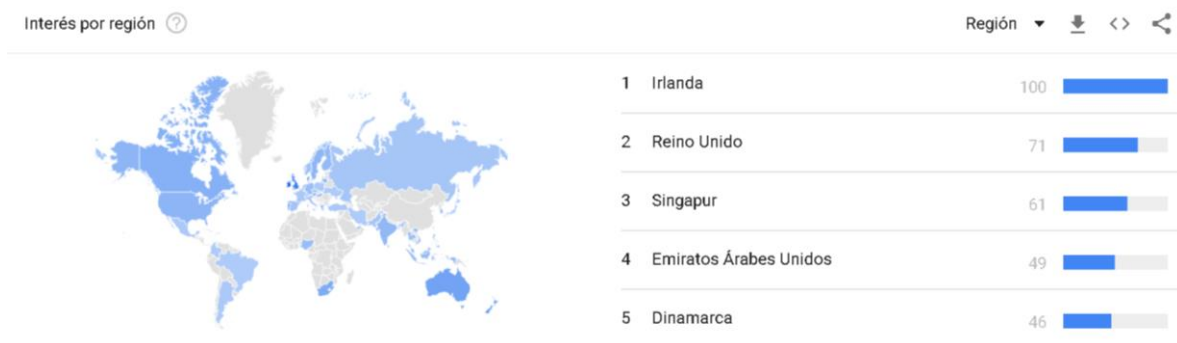 Interés por región
Región
1 Irlanda 100
2 Reino Unido 71
3 Singapur 61
4 Emiratos Árabes Unidos 49
5 Dinamarca 46